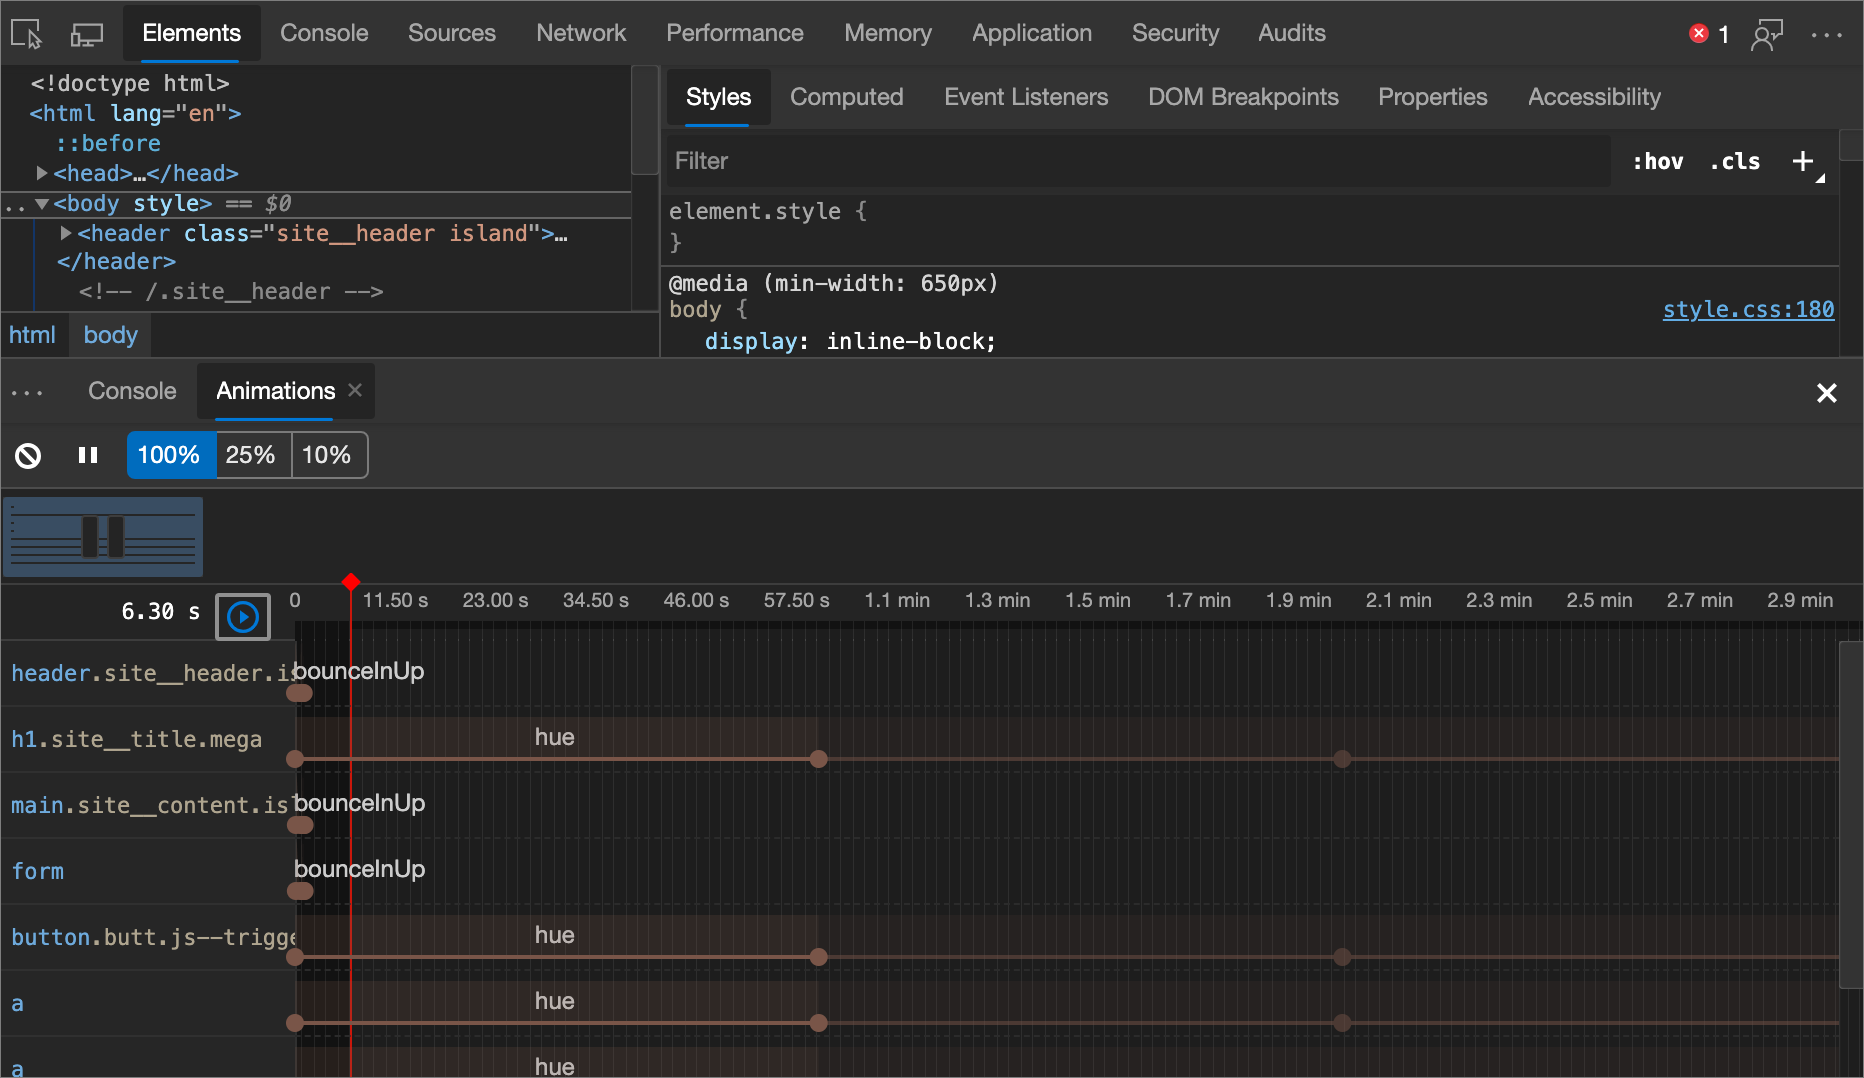 Elements Console Sources Network Performance Memory Application Security Audits 1
<!doctype html>
<html lang="en">
::before
<head>…</head>
<body style> == $0
<header class="site__header island">…
</header>
<!-- /.site__header -->
html body
Styles Computed Event Listeners DOM Breakpoints Properties Accessibility
Filter :hov .cls +
element.style {
}
@media (min-width: 650px)
body { style.css:180
display: inline-block;
Console Animations
100% 25% 10%
6.30 s 0 11.50 s 23.00 s 34.50 s 46.00 s 57.50 s 1.1 min 1.3 min 1.5 min 1.7 min 1.9 min 2.1 min 2.3 min 2.5 min 2.7 min 2.9 min
header.site__header.is bounceInUp
h1.site__title.mega hue
main.site__content.isl bounceInUp
form bounceInUp
button.butt.js--trigge hue
a hue
a hue